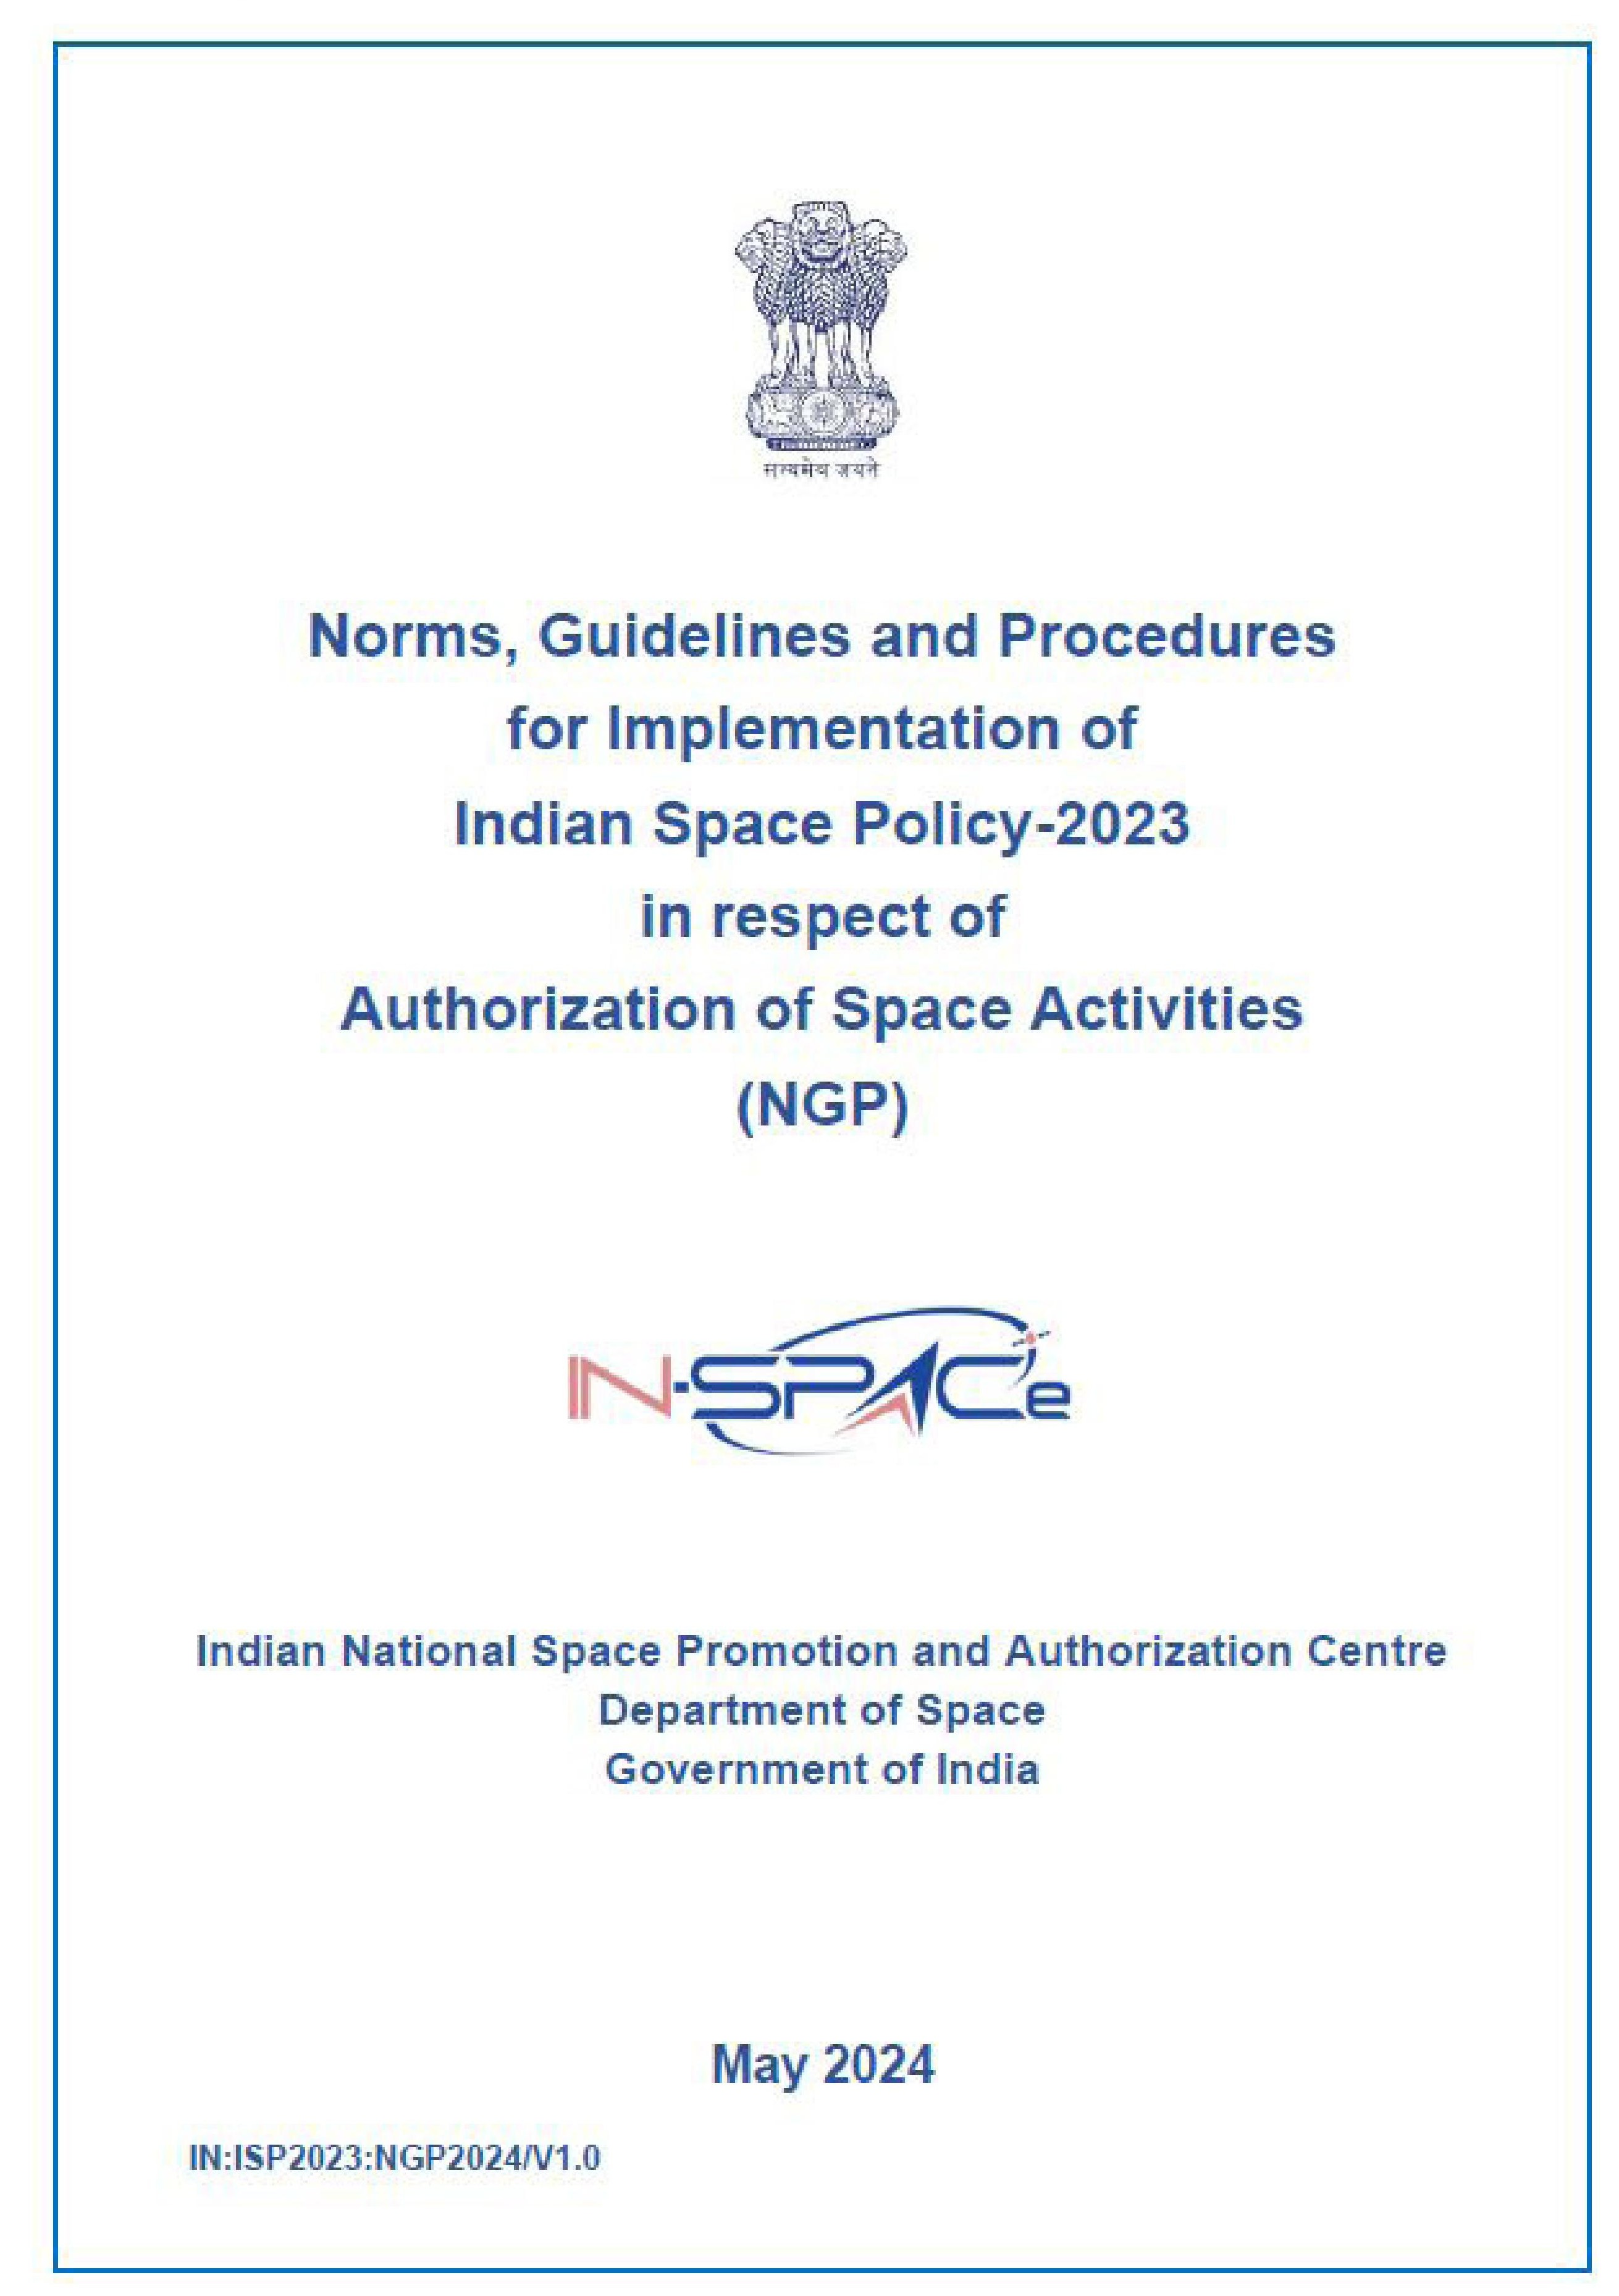 सत्यमेव जयते
Norms, Guidelines and Procedures
for Implementation of
Indian Space Policy-2023
in respect of
Authorization of Space Activities
(NGP)
IN-SPACe
Indian National Space Promotion and Authorization Centre
Department of Space
Government of India
May 2024
IN:ISP2023:NGP2024/V1.0